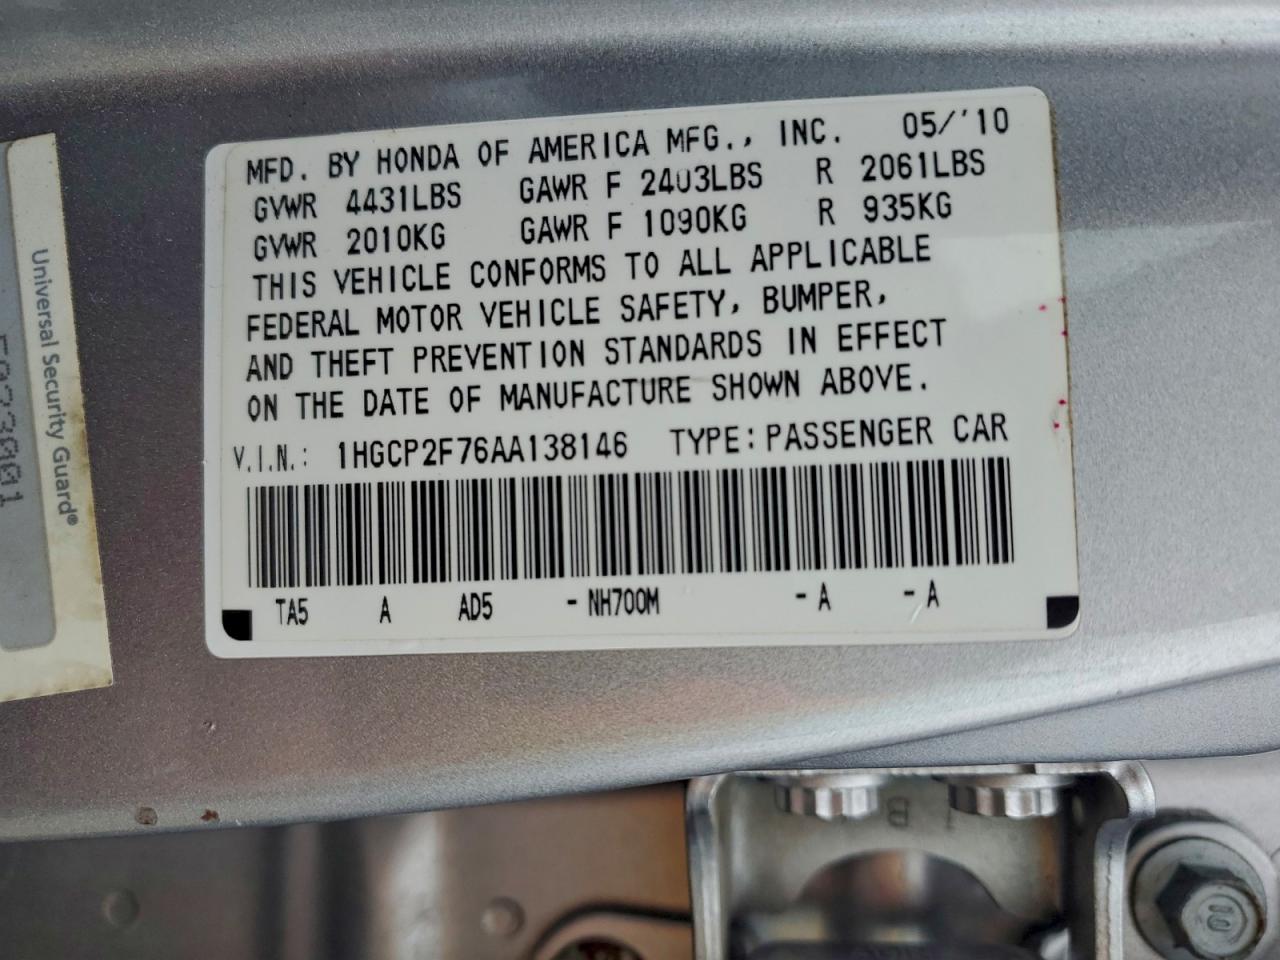 MFD. BY HONDA OF AMERICA MFG., INC. 05/'10
GVWR 4431LBS GAWR F 2403LBS R 2061LBS
GVWR 2010KG GAWR F 1090KG R 935KG
THIS VEHICLE CONFORMS TO ALL APPLICABLE
FEDERAL MOTOR VEHICLE SAFETY, BUMPER,
AND THEFT PREVENTION STANDARDS IN EFFECT
ON THE DATE OF MANUFACTURE SHOWN ABOVE.
V.I.N.: 1HGCP2F76AA138146 TYPE: PASSENGER CAR
TA5 A AD5 - NH700M - A - A
Universal Security Guard®